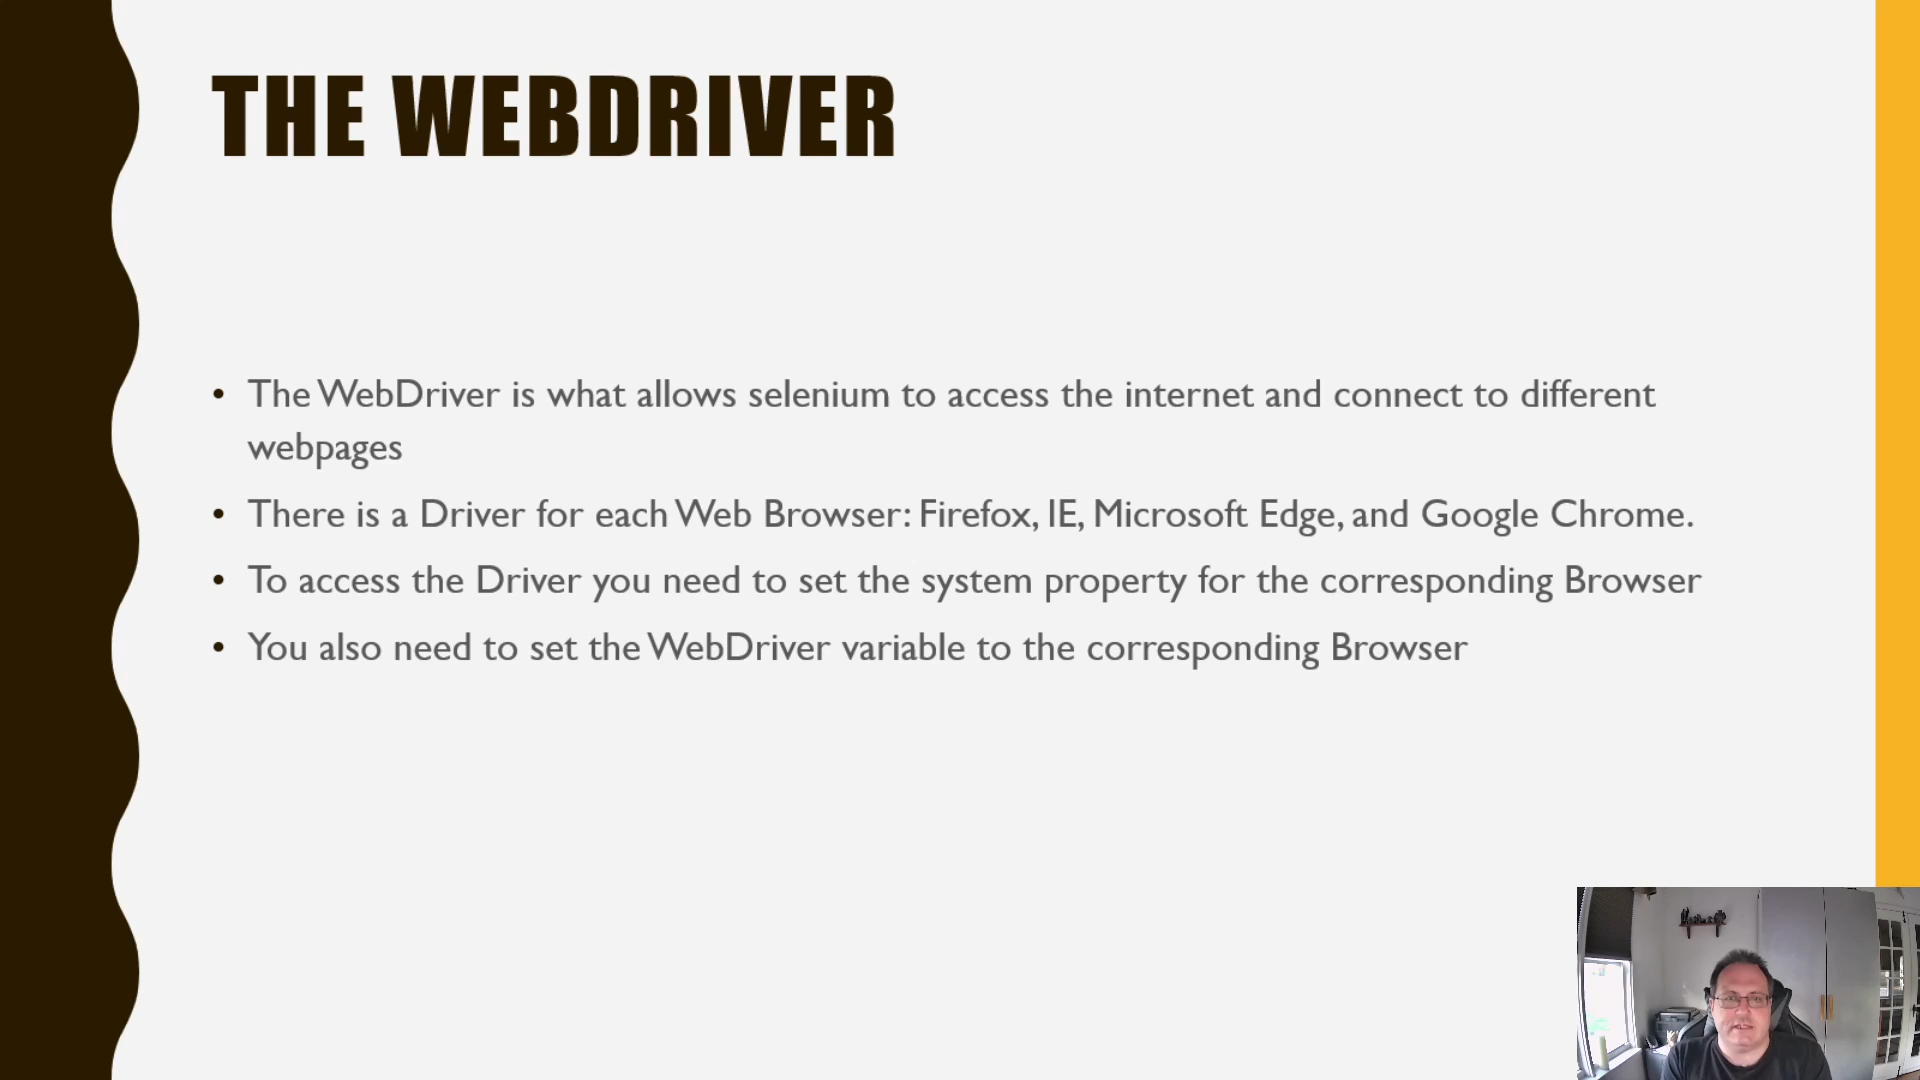 THE WEBDRIVER
• The WebDriver is what allows selenium to access the internet and connect to different
webpages
• There is a Driver for each Web Browser: Firefox, IE, Microsoft Edge, and Google Chrome.
• To access the Driver you need to set the system property for the corresponding Browser
• You also need to set the WebDriver variable to the corresponding Browser